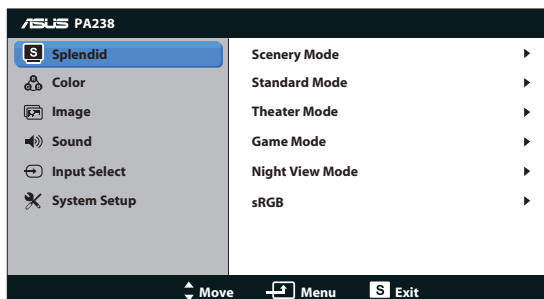 ASUS PA238
S Splendid
Color
Image
Sound
Input Select
System Setup
Scenery Mode
Standard Mode
Theater Mode
Game Mode
Night View Mode
sRGB
Move Menu S Exit